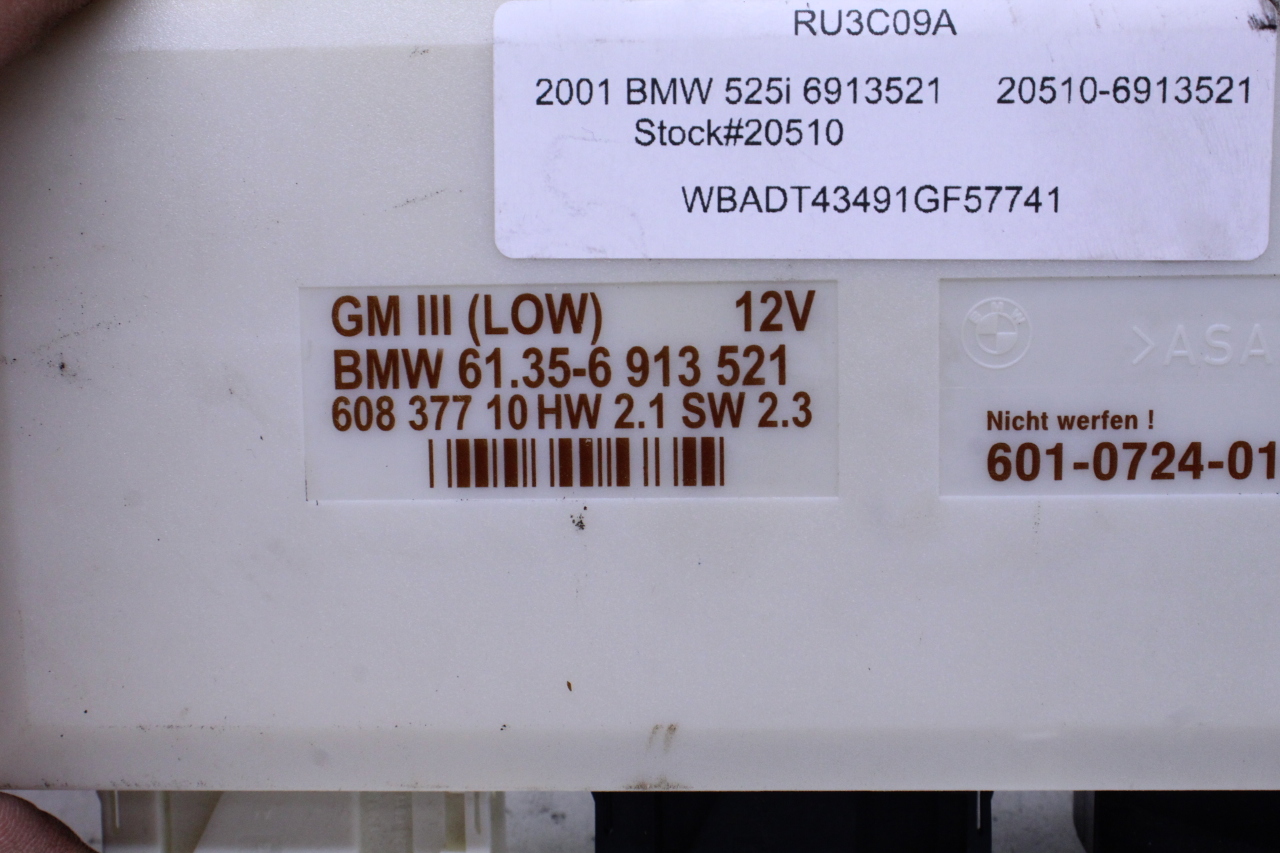 RU3C09A
2001 BMW 525i 6913521 20510-6913521
Stock#20510
WBADT43491GF57741
GM III (LOW) 12V
BMW 61.35-6 913 521
608 377 10 HW 2.1 SW 2.3
BMW
>ASA
Nicht werfen !
601-0724-01